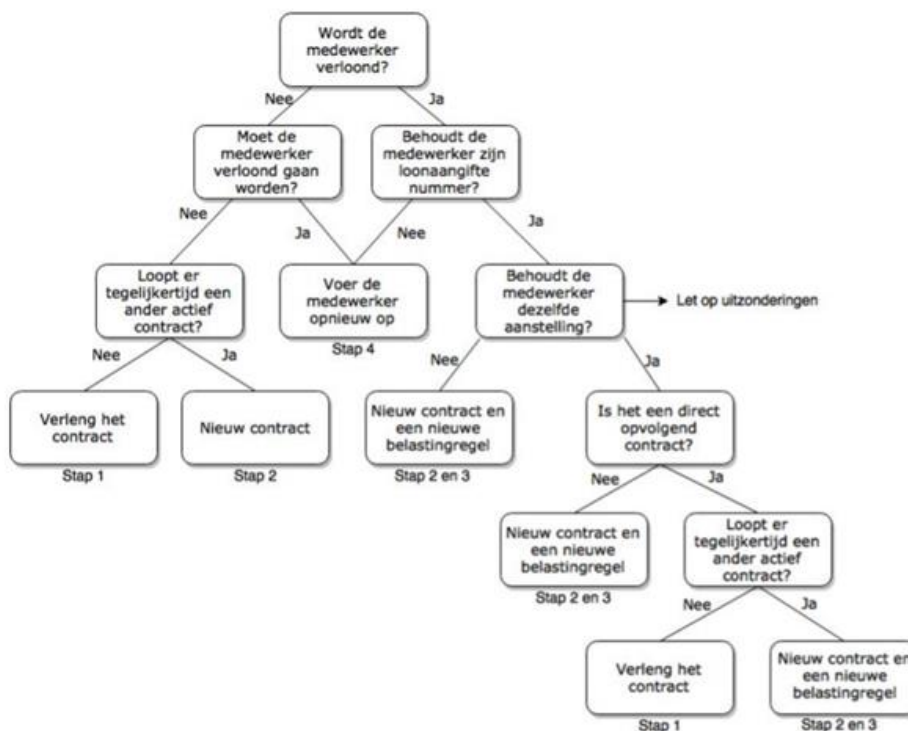 Wordt de
medewerker
verloond?
Nee
Ja
Moet de
medewerker
verloond gaan
worden?
Behoudt de
medewerker zijn
loonaangifte
nummer?
Nee
Ja
Nee
Ja
Loopt er
tegelijkertijd een
ander actief
contract?
Voer de
medewerker
opnieuw op
Stap 4
Behoudt de
medewerker
dezelfde
aanstelling?
Let op uitzonderingen
Nee
Ja
Nee
Ja
Verleng het
contract
Stap 1
Nieuw contract
Stap 2
Nieuw contract en
een nieuwe
belastingregel
Stap 2 en 3
Is het een direct
opvolgend
contract?
Nee
Ja
Nieuw contract en
een nieuwe
belastingregel
Stap 2 en 3
Loopt er
tegelijkertijd een
ander actief
contract?
Nee
Ja
Verleng het
contract
Stap 1
Nieuw contract en
een nieuwe
belastingregel
Stap 2 en 3